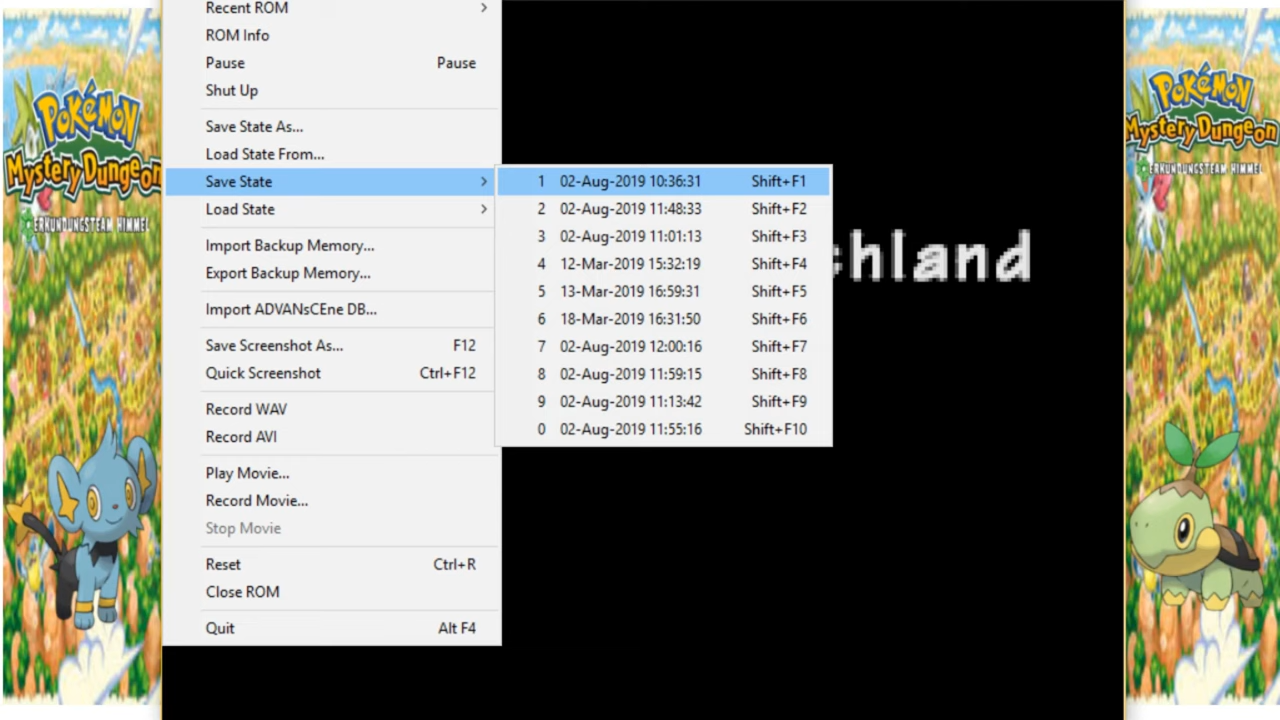 Recent ROM
ROM Info
Pause Pause
Shut Up
Save State As...
Load State From...
Save State
Load State
Import Backup Memory...
Export Backup Memory...
Import ADVANsCEne DB...
Save Screenshot As... F12
Quick Screenshot Ctrl+F12
Record WAV
Record AVI
Play Movie...
Record Movie...
Stop Movie
Reset Ctrl+R
Close ROM
Quit Alt F4
1 02-Aug-2019 10:36:31 Shift+F1
2 02-Aug-2019 11:48:33 Shift+F2
3 02-Aug-2019 11:01:13 Shift+F3
4 12-Mar-2019 15:32:19 Shift+F4
5 13-Mar-2019 16:59:31 Shift+F5
6 18-Mar-2019 16:31:50 Shift+F6
7 02-Aug-2019 12:00:16 Shift+F7
8 02-Aug-2019 11:59:15 Shift+F8
9 02-Aug-2019 11:13:42 Shift+F9
0 02-Aug-2019 11:55:16 Shift+F10
chland
POKéMON
Mystery Dungeon
ERKUNDUNGSTEAM HIMMEL
POKéMON
Mystery Dungeon
ERKUNDUNGSTEAM HIMMEL